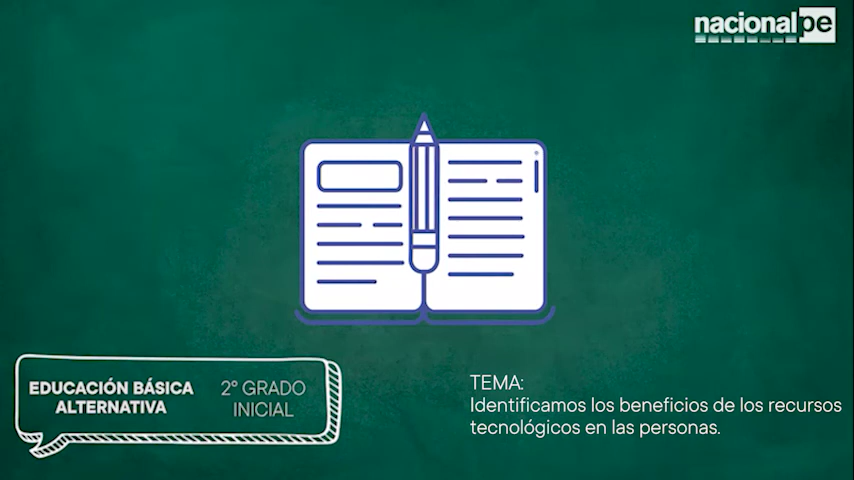 nacionalpe
EDUCACIÓN BÁSICA
ALTERNATIVA
2° GRADO
INICIAL
TEMA:
Identificamos los beneficios de los recursos
tecnológicos en las personas.